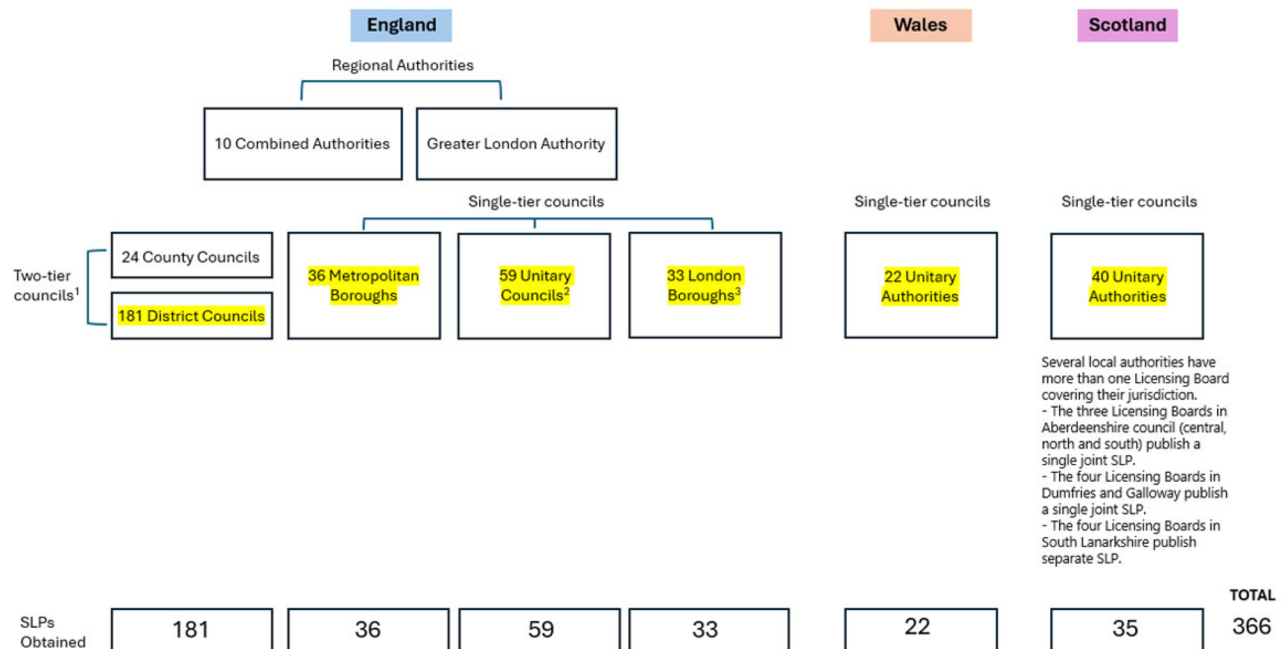 England
Wales
Scotland
Regional Authorities
10 Combined Authorities
Greater London Authority
Single-tier councils
Single-tier councils
Single-tier councils
Two-tier
councils¹
24 County Councils
181 District Councils
36 Metropolitan
Boroughs
59 Unitary
Councils²
33 London
Boroughs³
22 Unitary
Authorities
40 Unitary
Authorities
Several local authorities have
more than one Licensing Board
covering their jurisdiction.
- The three Licensing Boards in
Aberdeenshire council (central,
north and south) publish a
single joint SLP.
- The four Licensing Boards in
Dumfries and Galloway publish
a single joint SLP.
- The four Licensing Boards in
South Lanarkshire publish
separate SLP.
SLPs
Obtained
181
36
59
33
22
35
TOTAL
366